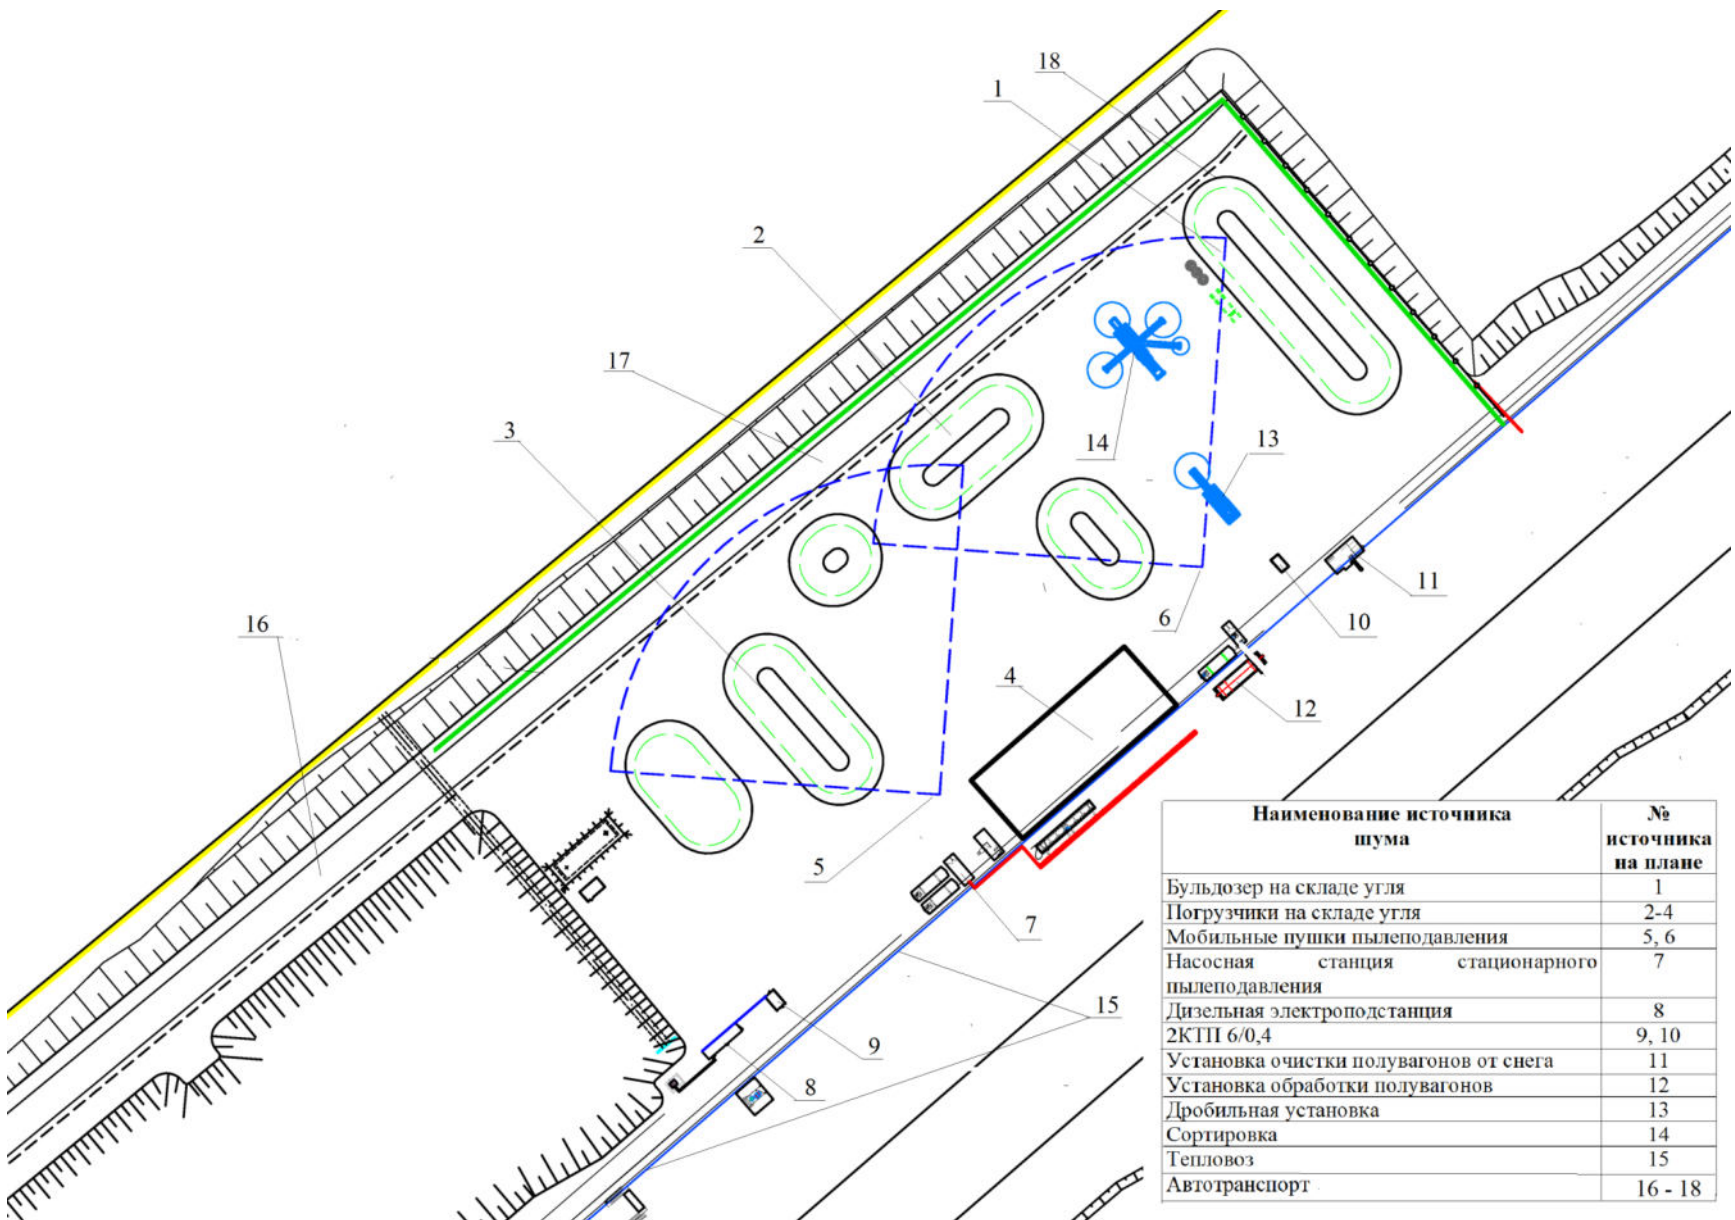 18
1
2
17
3
14
13
16
11
6
10
4
12
5
7
15
9
8
Наименование источника
шума
№
источника
на плане
Бульдозер на складе угля 1
Погрузчики на складе угля 2-4
Мобильные пушки пылеподавления 5, 6
Насосная станция стационарного
пылеподавления 7
Дизельная электроподстанция 8
2КТП 6/0,4 9, 10
Установка очистки полувагонов от снега 11
Установка обработки полувагонов 12
Дробильная установка 13
Сортировка 14
Тепловоз 15
Автотранспорт 16 - 18